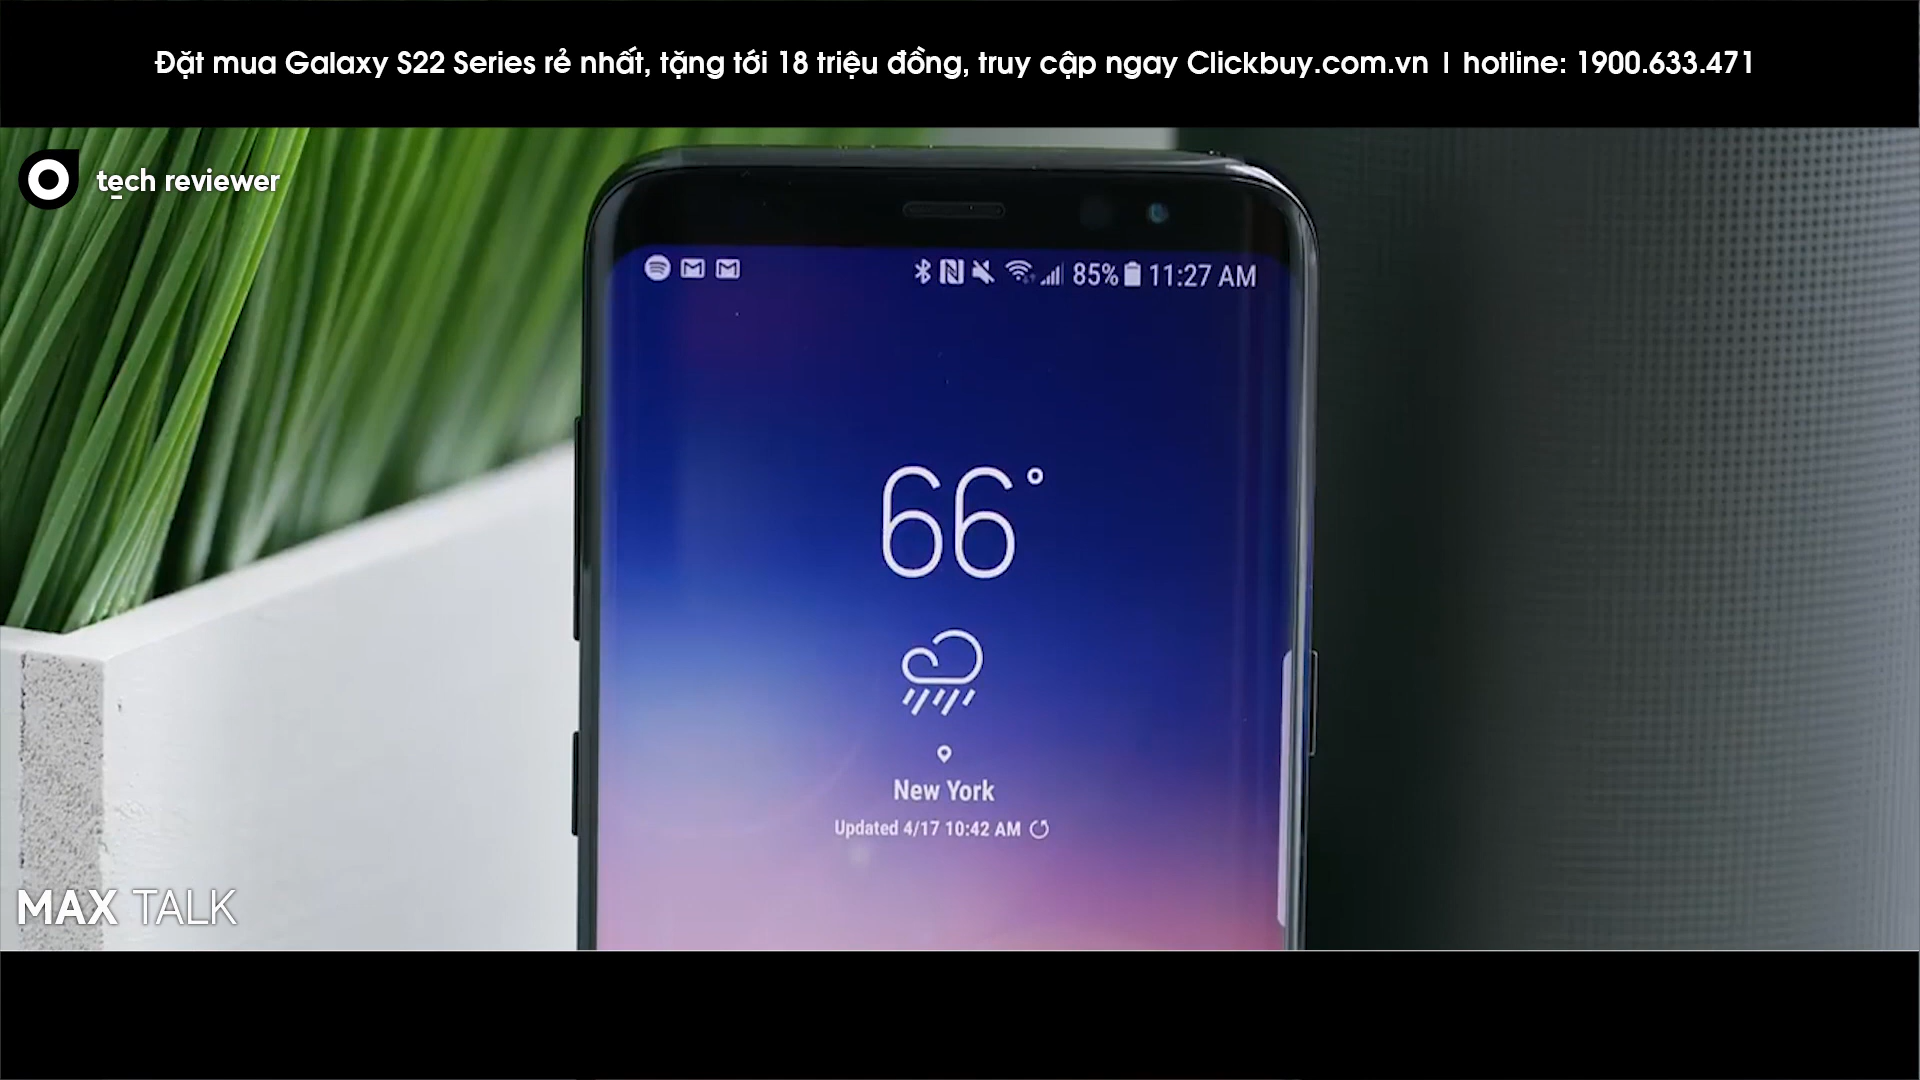 Đặt mua Galaxy S22 Series rẻ nhất, tặng tới 18 triệu đồng, truy cập ngay Clickbuy.com.vn | hotline: 1900.633.471
tech reviewer
85% 11:27 AM
66°
New York
Updated 4/17 10:42 AM
MAX TALK